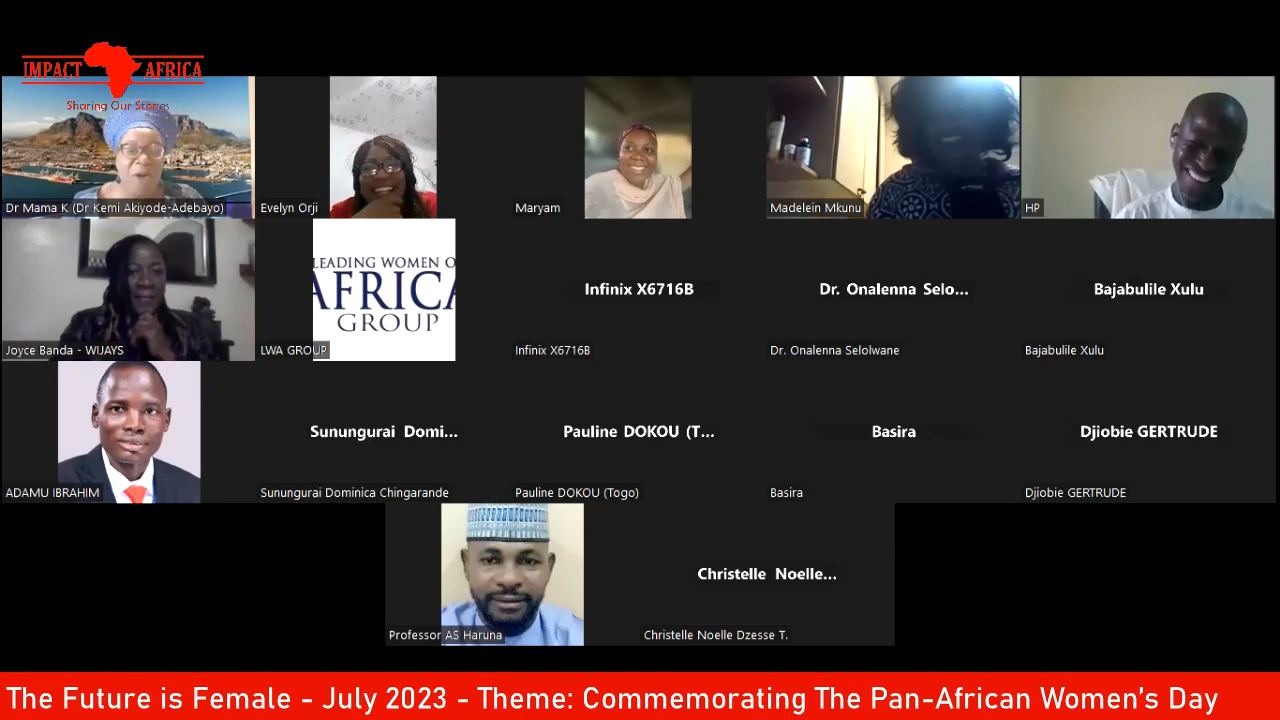 IMPACT AFRICA
Sharing Our Stories
Dr Mama K (Dr Kemi Akiyode-Adebayo)
Evelyn Orji
Maryam
Madelein Mkunu
HP
LEADING WOMEN O
AFRICA
GROUP
Infinix X6716B
Dr. Onalenna Selo...
Bajabulile Xulu
Joyce Banda - WIJAYS
LWA GROUP
Infinix X6716B
Dr. Onalenna Selolwane
Bajabulile Xulu
Sunungurai Domi...
Pauline DOKOU (T...
Basira
Djiobie GERTRUDE
ADAMU IBRAHIM
Sunungurai Dominica Chingarande
Pauline DOKOU (Togo)
Basira
Djiobie GERTRUDE
Christelle Noelle...
Professor AS Haruna
Christelle Noelle Dzesse T.
The Future is Female - July 2023 - Theme: Commemorating The Pan-African Women's Day